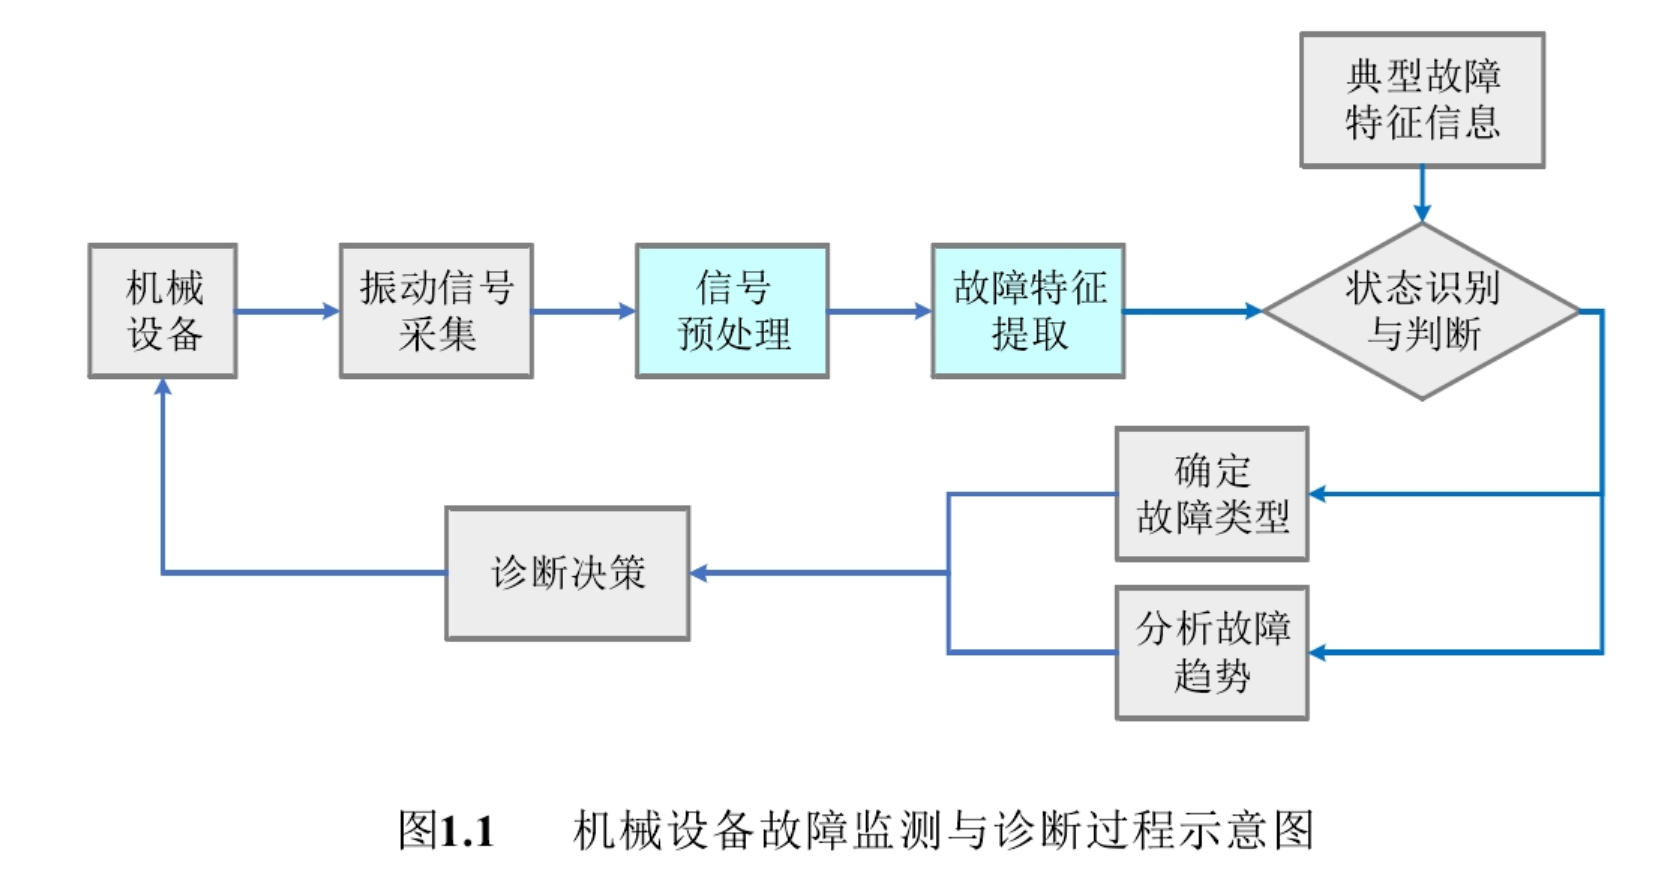 典型故障
特征信息
机械
设备
振动信号
采集
信号
预处理
故障特征
提取
状态识别
与判断
确定
故障类型
诊断决策
分析故障
趋势
图1.1 机械设备故障监测与诊断过程示意图